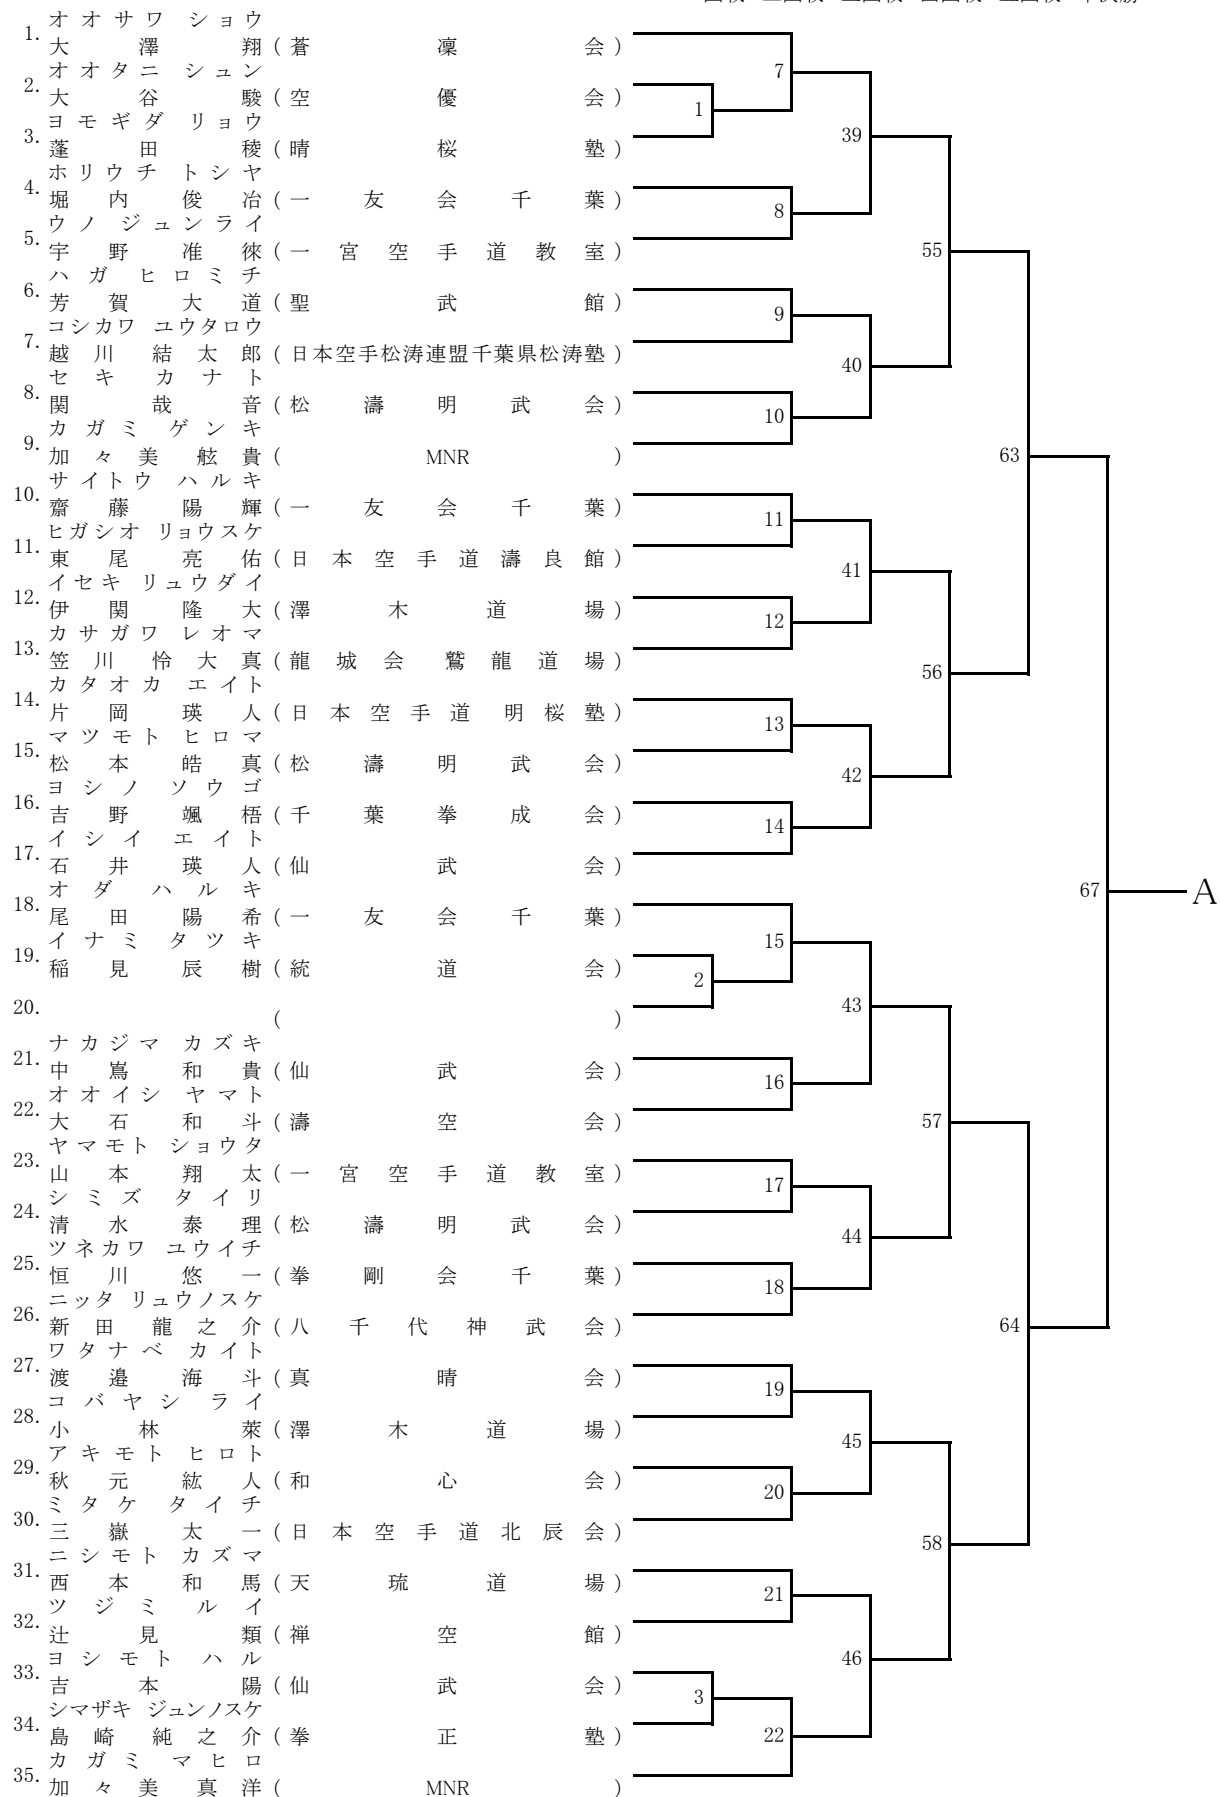 オオサワ ショウ
1. 大澤翔(蒼凜会)
オオタニ シュン
2. 大谷駿(空優会)
ヨモギダ リョウ
3. 蓬田稜(晴桜塾)
ホリウチ トシヤ
4. 堀内俊冶(一友会千葉)
ウノ ジュンライ
5. 宇野准徠(一宮空手道教室)
ハガ ヒロミチ
6. 芳賀大道(聖武館)
コシカワ ユウタロウ
7. 越川結太郎(日本空手松涛連盟千葉県松涛塾)
セキ カナト
8. 関哉音(松濤明武会)
カガミ ゲンキ
9. 加々美舷貴(MNR)
サイトウ ハルキ
10. 齋藤陽輝(一友会千葉)
ヒガシオ リョウスケ
11. 東尾亮佑(日本空手道濤良館)
イセキ リュウダイ
12. 伊関隆大(澤木道場)
カサガワ レオマ
13. 笠川怜大真(龍城会 鷲龍道場)
カタオカ エイト
14. 片岡瑛人(日本空手道 明桜塾)
マツモト ヒロマ
15. 松本皓真(松濤明武会)
ヨシノ ソウゴ
16. 吉野颯梧(千葉拳成会)
イシイ エイト
17. 石井瑛人(仙武会)
オダ ハルキ
18. 尾田陽希(一友会千葉)
イナミ タツキ
19. 稲見辰樹(統道会)
20. ( )
ナカジマ カズキ
21. 中嶌和貴(仙武会)
オオイシ ヤマト
22. 大石和斗(濤空会)
ヤマモト ショウタ
23. 山本翔太(一宮空手道教室)
シミズ タイリ
24. 清水泰理(松濤明武会)
ツネカワ ユウイチ
25. 恒川悠一(拳剛会千葉)
ニッタ リュウノスケ
26. 新田龍之介(八千代神武会)
ワタナベ カイト
27. 渡邉海斗(真晴会)
コバヤシ ライ
28. 小林萊(澤木道場)
アキモト ヒロト
29. 秋元紘人(和心会)
ミタケ タイチ
30. 三嶽太一(日本空手道北辰会)
ニシモト カズマ
31. 西本和馬(天琉道場)
ツジミ ルイ
32. 辻見類(禅空館)
ヨシモト ハル
33. 吉本陽(仙武会)
シマザキ ジュンノスケ
34. 島崎純之介(拳正塾)
カガミ マヒロ
35. 加々美真洋(MNR)
1
2
3
7
8
9
10
11
12
13
14
15
16
17
18
19
20
21
22
39
40
41
42
43
44
45
46
55
56
57
58
63
64
67
A